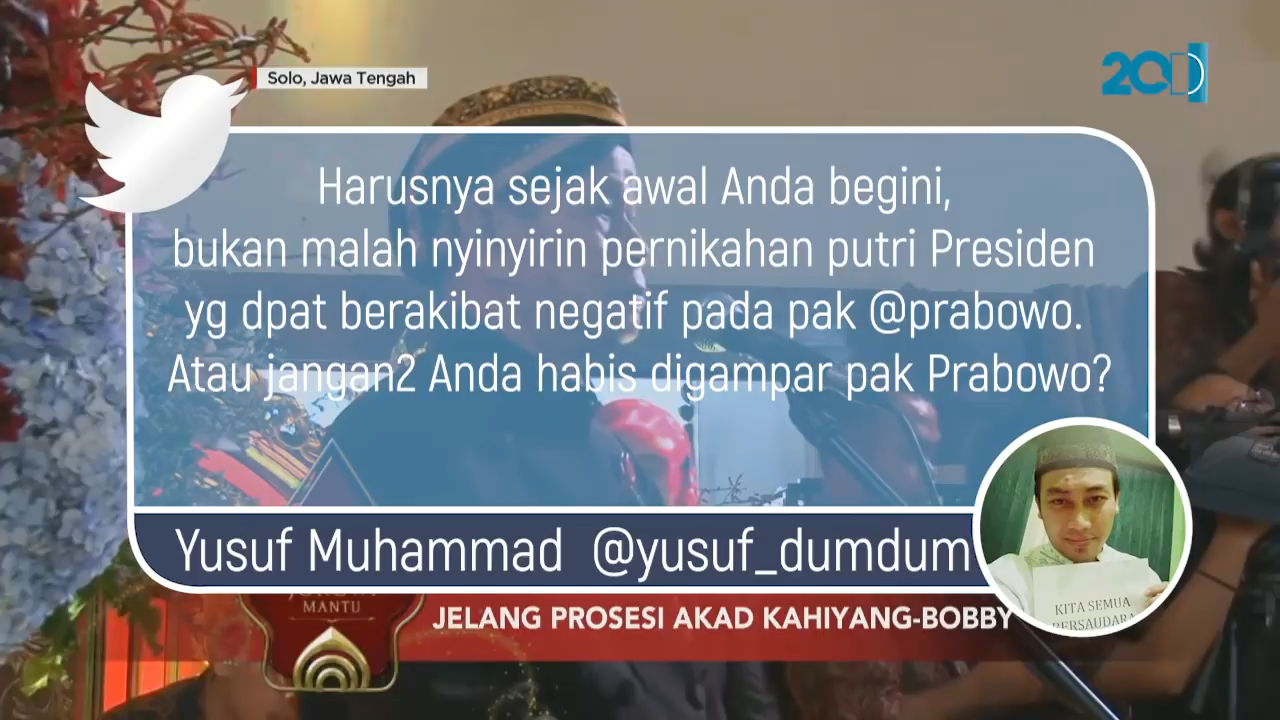 Solo, Jawa Tengah
20D
Harusnya sejak awal Anda begini,
bukan malah nyinyirin pernikahan putri Presiden
yg dpat berakibat negatif pada pak @prabowo.
Atau jangan2 Anda habis digampar pak Prabowo?
Yusuf Muhammad @yusuf_dumdum
KITA SEMUA
BERSAUDARA
MANTU
JELANG PROSESI AKAD KAHIYANG-BOBBY